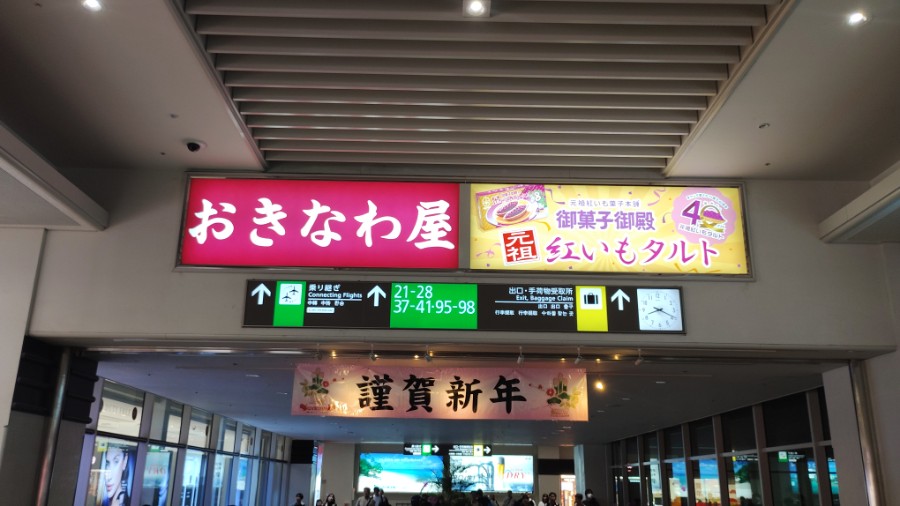 おきなわ屋
元祖紅いも菓子本舗
御菓子御殿
元祖
紅いもタルト
40
乗り継ぎ
Connecting Flights
21-28
37-41・95-98
出口・手荷物受取所
Exit, Baggage Claim
謹賀新年